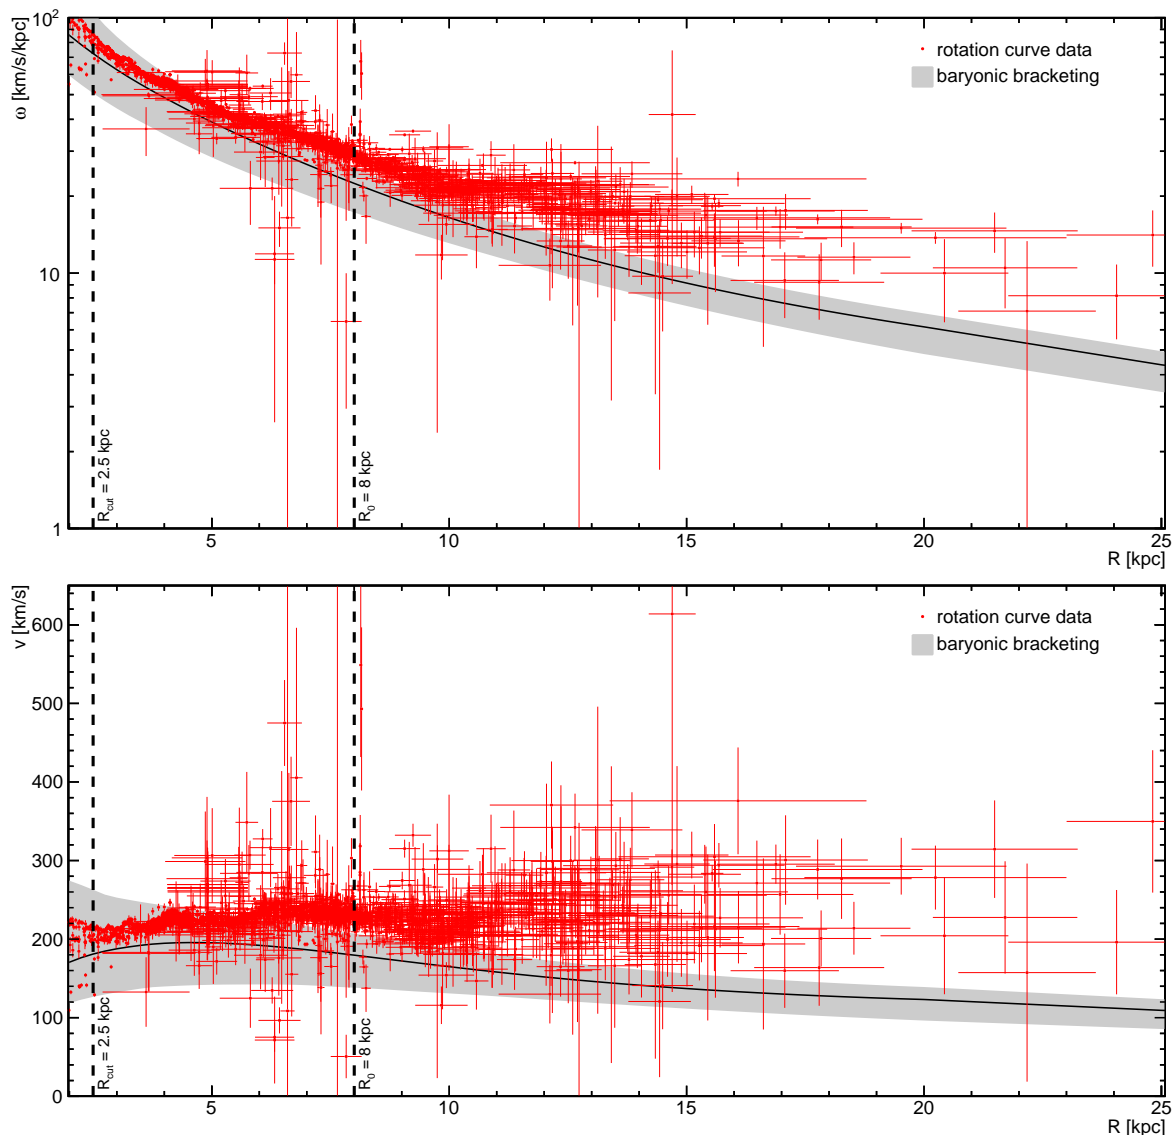 10²
ω [km/s/kpc]
rotation curve data
baryonic bracketing
10
R_cut = 2.5 kpc
R_0 = 8 kpc
1
5 10 15 20 25
R [kpc]
v [km/s]
rotation curve data
baryonic bracketing
600
500
400
300
200
100
R_cut = 2.5 kpc
R_0 = 8 kpc
0
5 10 15 20 25
R [kpc]